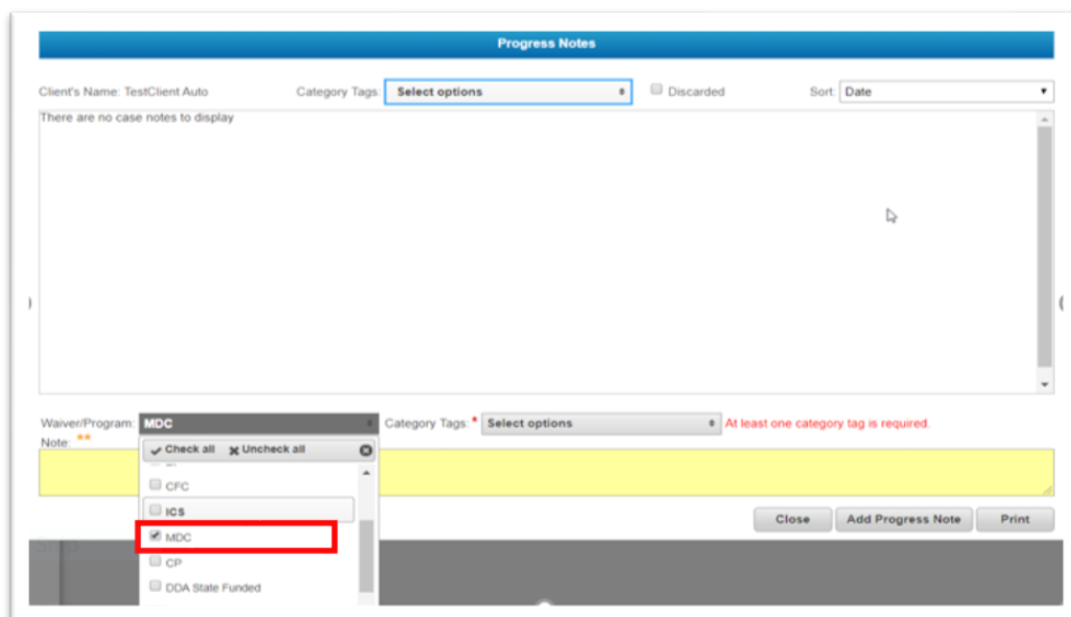 Progress Notes
Client's Name: TestClient Auto Category Tags: Select options Discarded Sort: Date
There are no case notes to display
Waiver/Program: MDC Category Tags: * Select options At least one category tag is required.
Note: **
Check all Uncheck all
CFC
ICS
MDC
CP
DDA State Funded
Close Add Progress Note Print